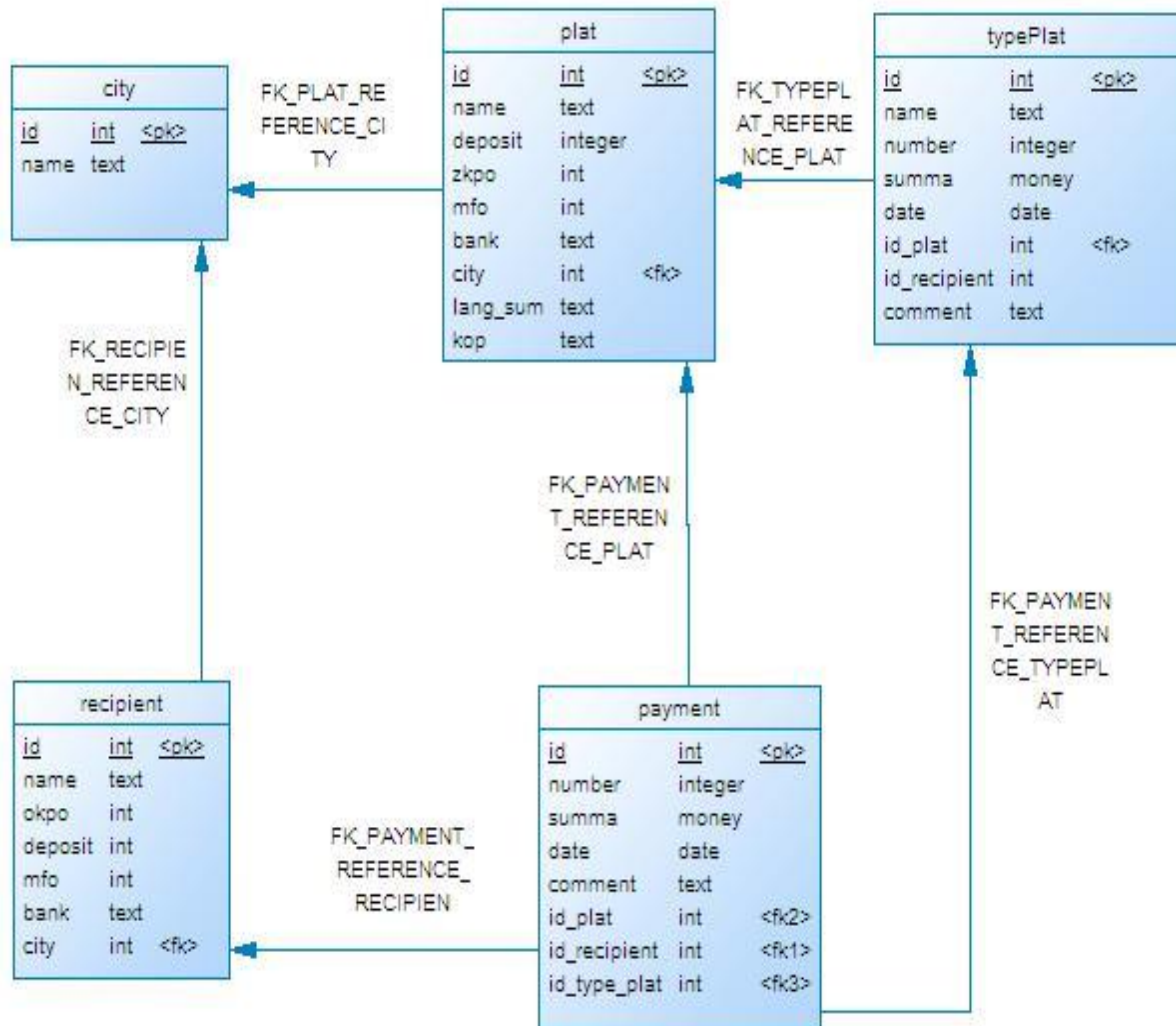 city
id int <pk>
name text
FK_PLAT_RE
FERENCE_CI
TY
plat
id int <pk>
name text
deposit integer
zkpo int
mfo int
bank text
city int <fk>
lang_sum text
kop text
FK_TYPEPL
AT_REFERE
NCE_PLAT
typePlat
id int <pk>
name text
number integer
summa money
date date
id_plat int <fk>
id_recipient int
comment text
FK_RECIPIE
N_REFEREN
CE_CITY
FK_PAYMEN
T_REFEREN
CE_PLAT
FK_PAYMEN
T_REFEREN
CE_TYPEPL
AT
recipient
id int <pk>
name text
okpo int
deposit int
mfo int
bank text
city int <fk>
FK_PAYMENT_
REFERENCE_
RECIPIEN
payment
id int <pk>
number integer
summa money
date date
comment text
id_plat int <fk2>
id_recipient int <fk1>
id_type_plat int <fk3>